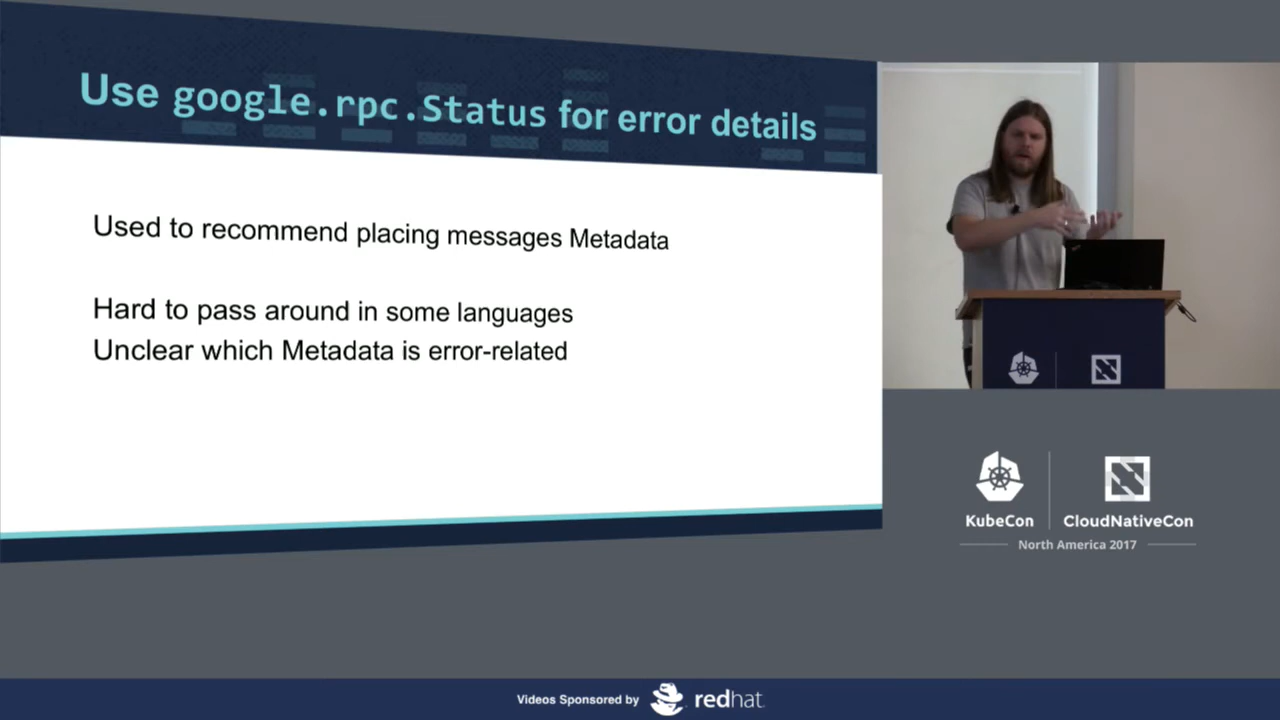 Use google.rpc.Status for error details
Used to recommend placing messages Metadata
Hard to pass around in some languages
Unclear which Metadata is error-related
KubeCon
CloudNativeCon
North America 2017
Videos Sponsored by
redhat